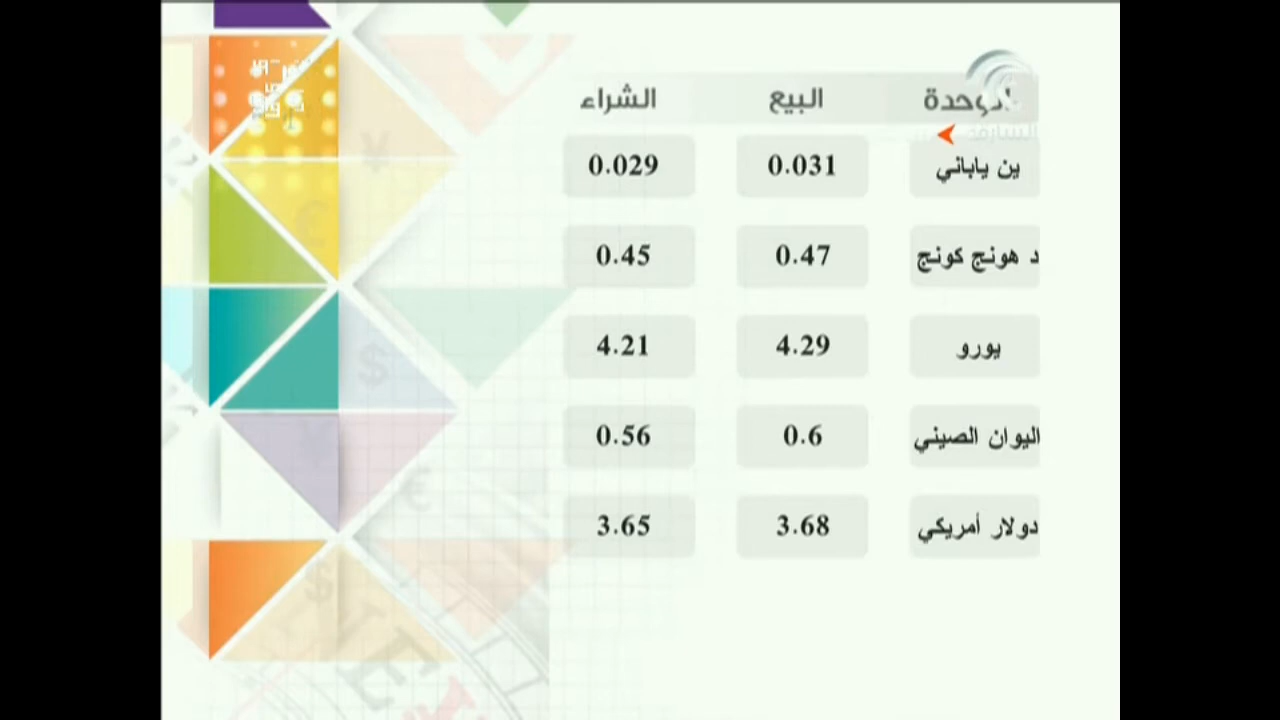 الوحدة البيع الشراء
ين ياباني 0.031 0.029
د هونج كونج 0.47 0.45
يورو 4.29 4.21
اليوان الصيني 0.6 0.56
دولار أمريكي 3.68 3.65